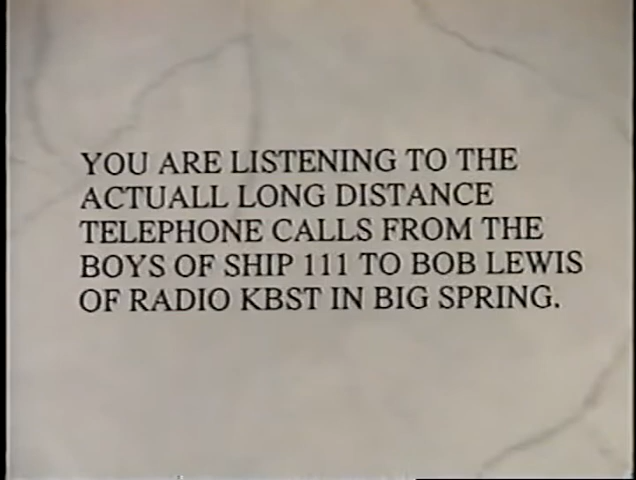 YOU ARE LISTENING TO THE
ACTUALL LONG DISTANCE
TELEPHONE CALLS FROM THE
BOYS OF SHIP 111 TO BOB LEWIS
OF RADIO KBST IN BIG SPRING.